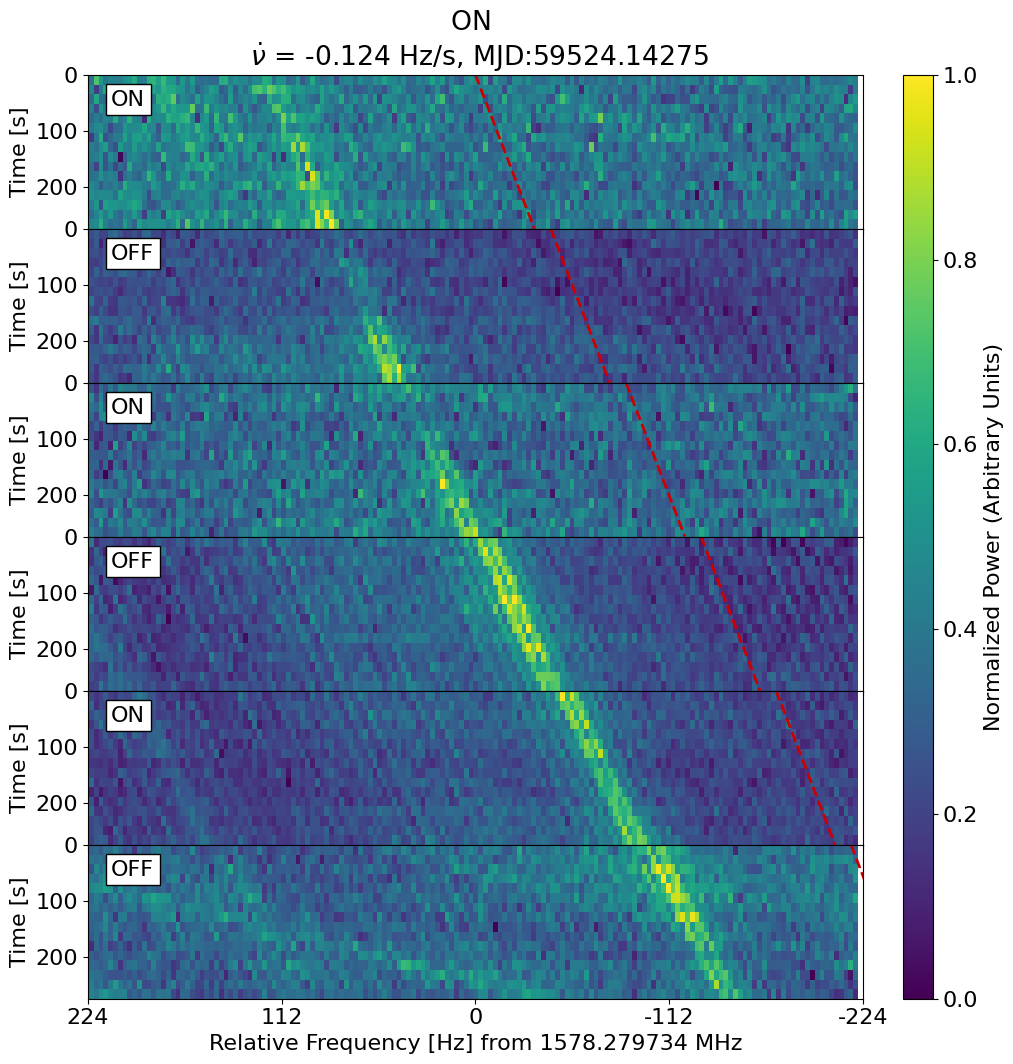 ON
ν̇ = -0.124 Hz/s, MJD:59524.14275
0
ON
100
200
Time [s]
0
OFF
100
200
Time [s]
0
ON
100
200
Time [s]
0
OFF
100
200
Time [s]
0
ON
100
200
Time [s]
0
OFF
100
200
Time [s]
224 112 0 -112 -224
Relative Frequency [Hz] from 1578.279734 MHz
1.0
0.8
0.6
0.4
0.2
0.0
Normalized Power (Arbitrary Units)